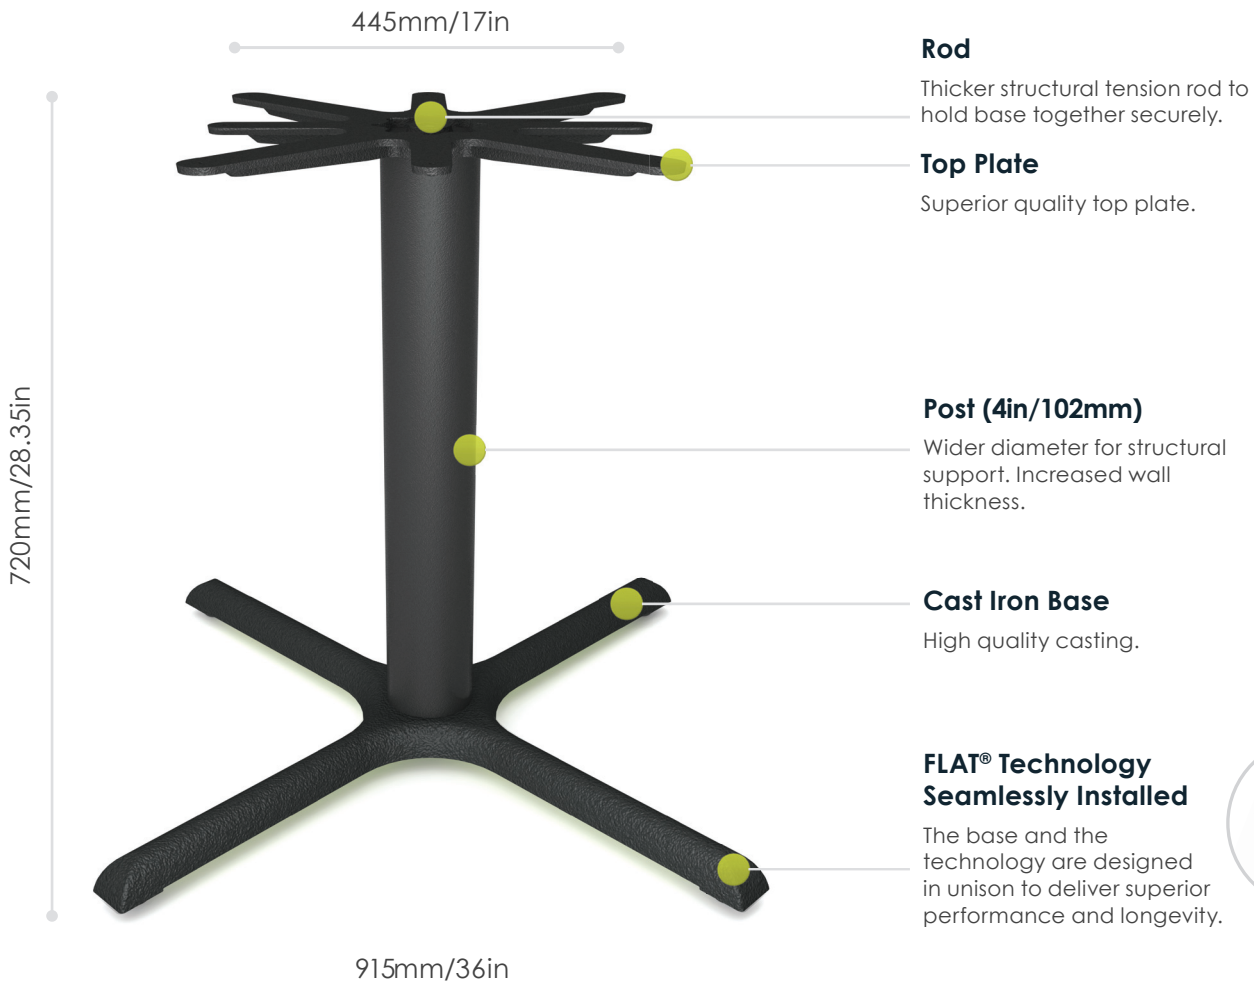 445mm/17in
Rod
Thicker structural tension rod to
hold base together securely.
Top Plate
Superior quality top plate.
720mm/28.35in
Post (4in/102mm)
Wider diameter for structural
support. Increased wall
thickness.
Cast Iron Base
High quality casting.
FLAT® Technology
Seamlessly Installed
The base and the
technology are designed
in unison to deliver superior
performance and longevity.
915mm/36in